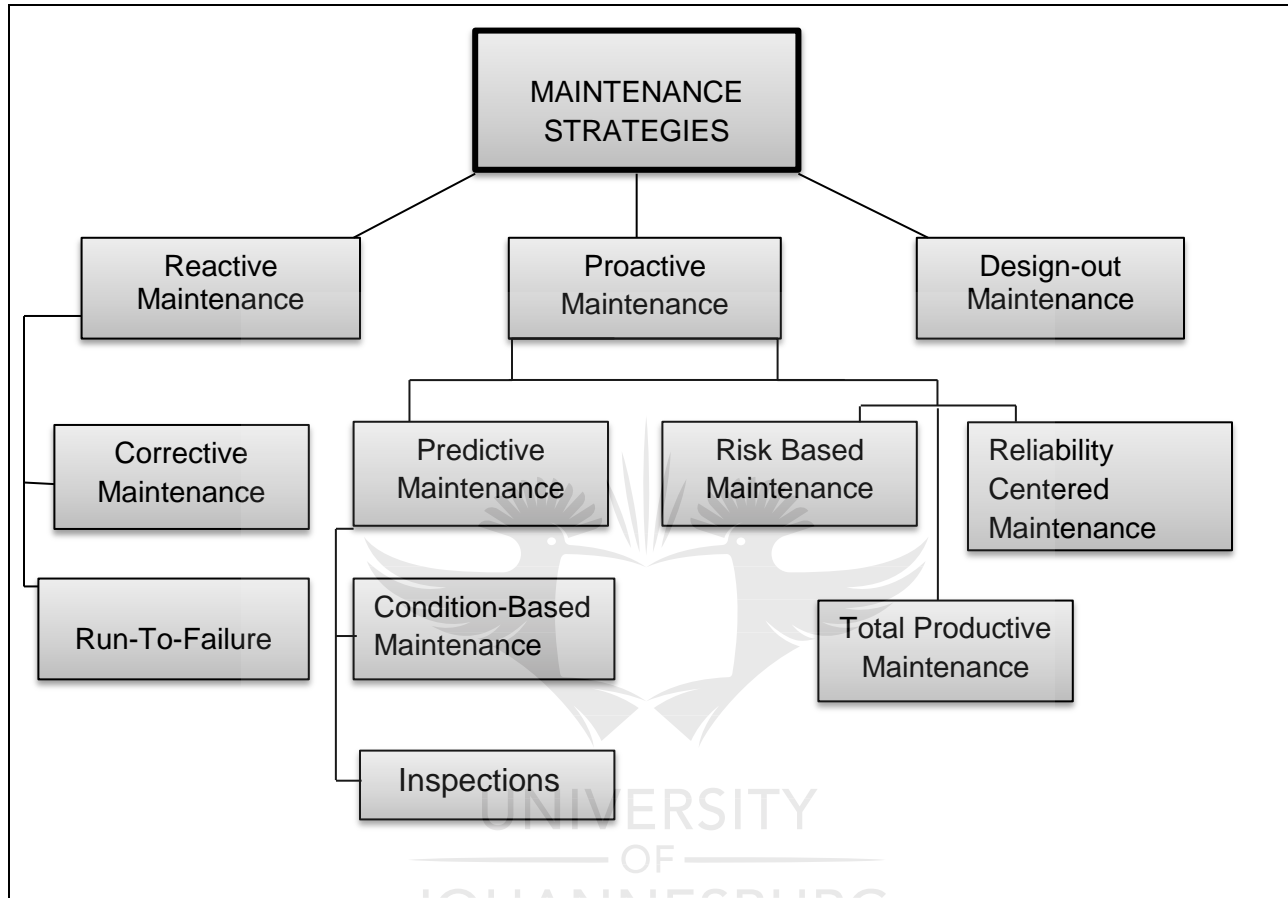 MAINTENANCE
STRATEGIES
Reactive
Maintenance
Proactive
Maintenance
Design-out
Maintenance
Corrective
Maintenance
Predictive
Maintenance
Risk Based
Maintenance
Reliability
Centered
Maintenance
Run-To-Failure
Condition-Based
Maintenance
Total Productive
Maintenance
Inspections
UNIVERSITY
OF
JOHANNESBURG